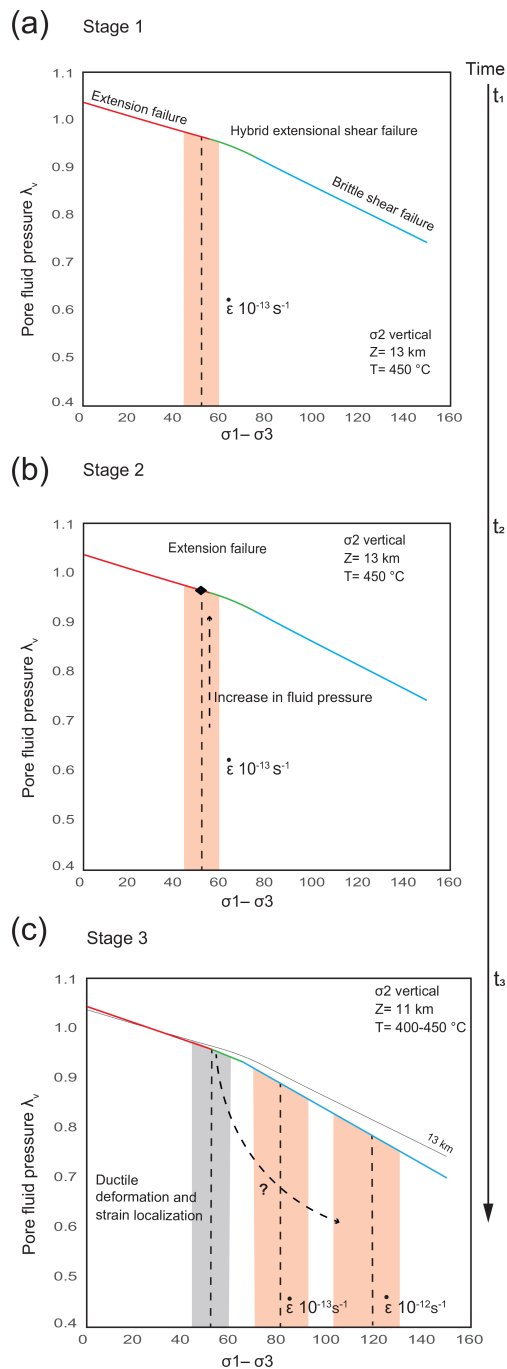 (a) Stage 1
Time
t₁
1.1
1.0
0.9
0.8
0.7
0.6
0.5
0.4
Pore fluid pressure λᵥ
Extension failure
Hybrid extensional shear failure
Brittle shear failure
ε̇ 10⁻¹³ s⁻¹
σ2 vertical
Z= 13 km
T= 450 °C
0 20 40 60 80 100 120 140 160
σ1– σ3
(b) Stage 2
t₂
1.1
1.0
0.9
0.8
0.7
0.6
0.5
0.4
Pore fluid pressure λᵥ
Extension failure
σ2 vertical
Z= 13 km
T= 450 °C
Increase in fluid pressure
ε̇ 10⁻¹³ s⁻¹
0 20 40 60 80 100 120 140 160
σ1– σ3
(c) Stage 3
t₃
1.1
1.0
0.9
0.8
0.7
0.6
0.5
0.4
Pore fluid pressure λᵥ
σ2 vertical
Z= 11 km
T= 400-450 °C
13 km
Ductile
deformation and
strain localization
?
ε̇ 10⁻¹³s⁻¹
ε̇ 10⁻¹²s⁻¹
0 20 40 60 80 100 120 140 160
σ1– σ3